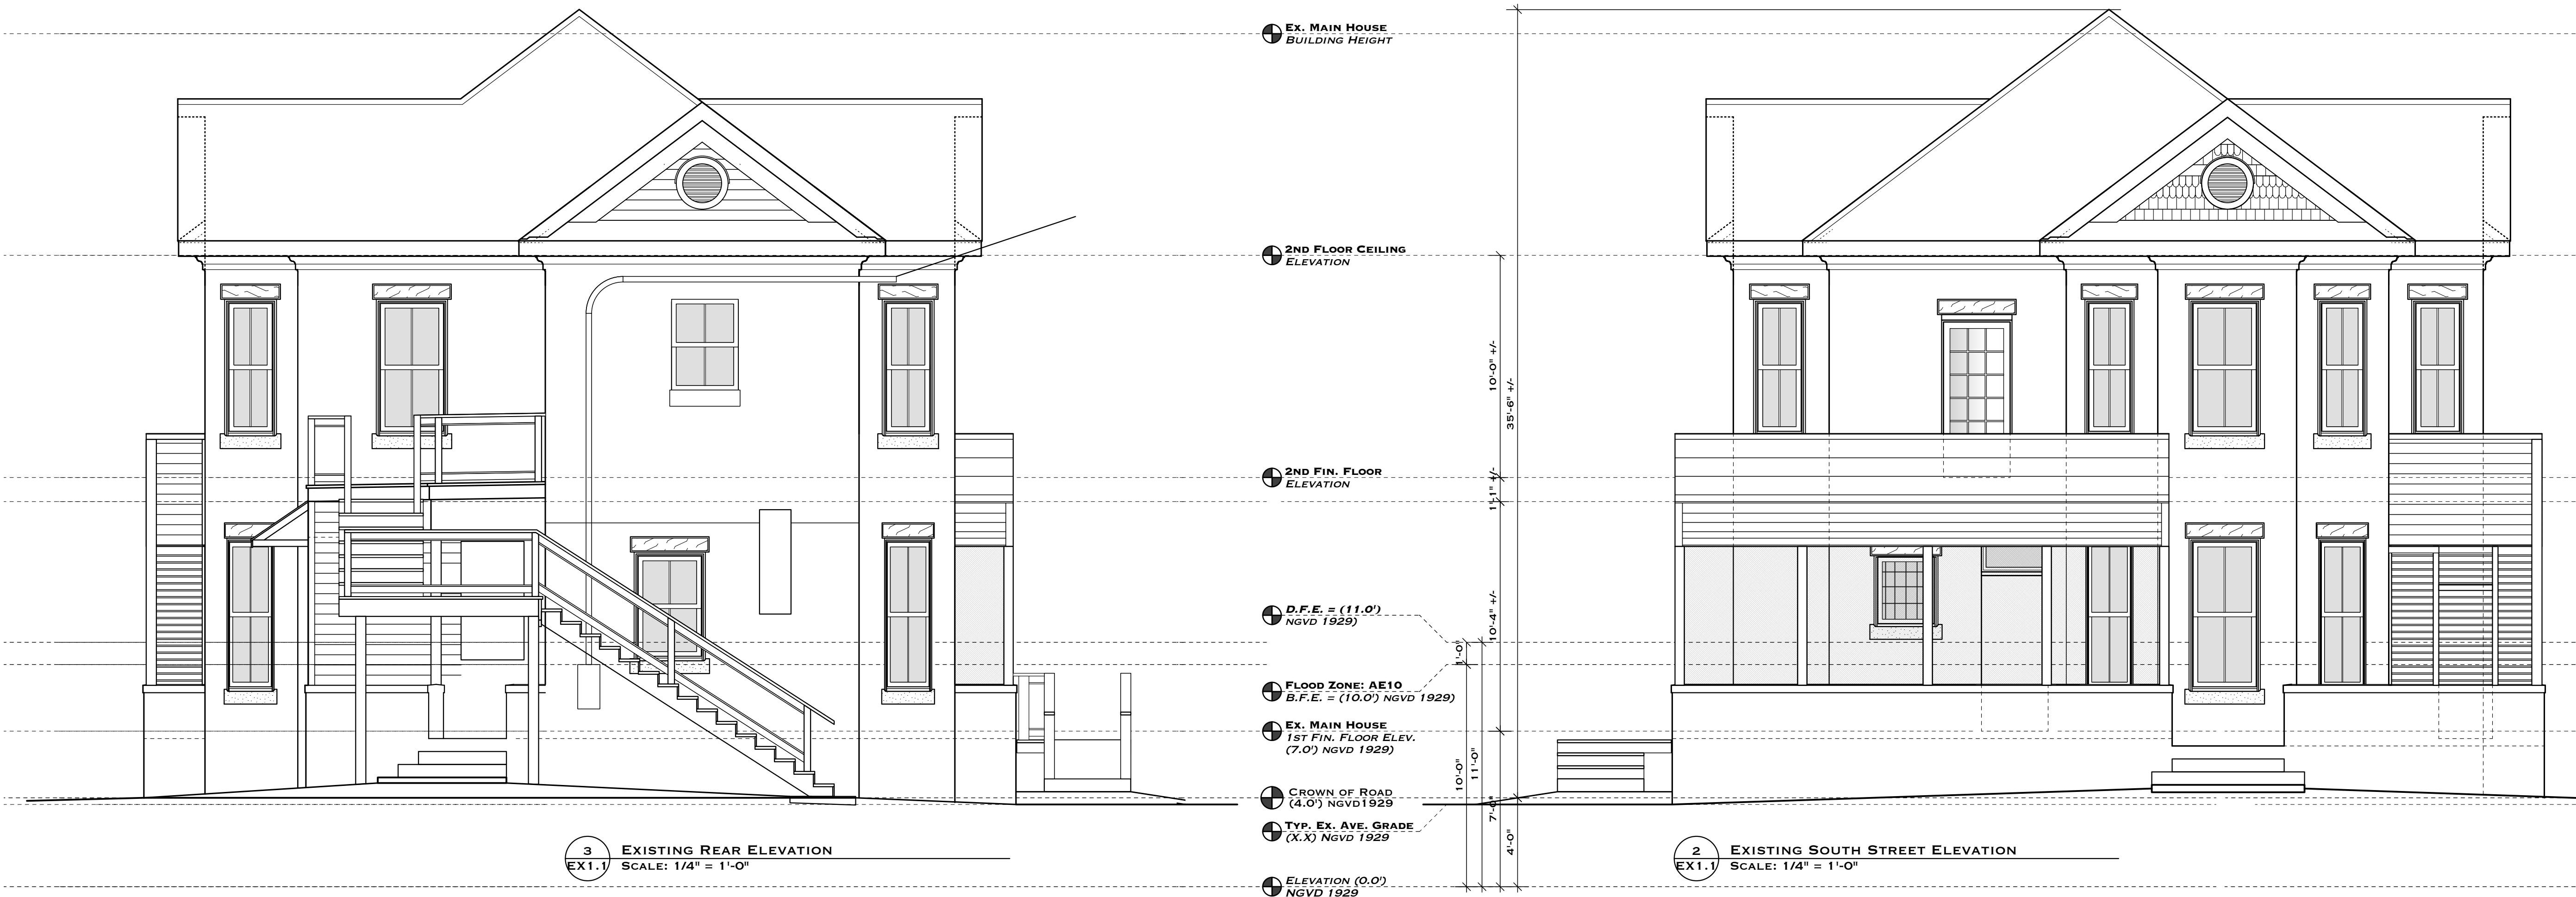 Ex. Main House
Building Height
2nd Floor Ceiling
Elevation
2nd Fin. Floor
Elevation
D.F.E. = (11.0')
NGVD 1929)
Flood Zone: AE10
B.F.E. = (10.0') NGVD 1929)
Ex. Main House
1st Fin. Floor Elev.
(7.0') NGVD 1929)
Crown of Road
(4.0') NGVD1929
Typ. Ex. Ave. Grade
(X.X) NGVD 1929
Elevation (0.0')
NGVD 1929
10'-0" +/-
35'-6" +/-
1'-1" +/-
10'-4" +/-
1'-0"
10'-0"
11'-0"
7'-0"
4'-0"
3
EX1.1
Existing Rear Elevation
Scale: 1/4" = 1'-0"
2
EX1.1
Existing South Street Elevation
Scale: 1/4" = 1'-0"